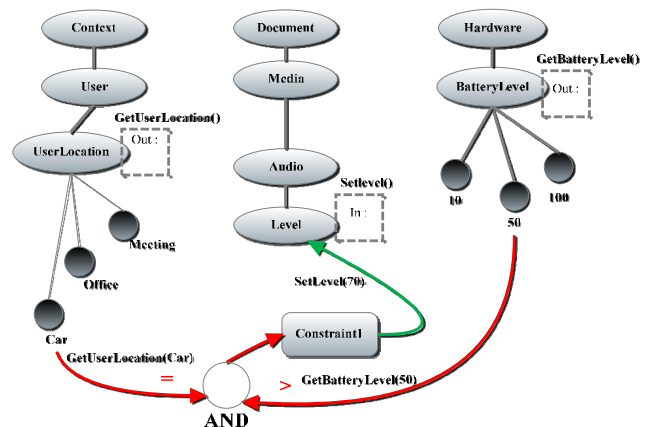 Context
Document
Hardware
User
Media
GetBatteryLevel()
BatteryLevel
Out :
GetUserLocation()
Out :
UserLocation
Audio
Setlevel()
In :
Level
10
50
100
Meeting
Office
Car
SetLevel(70)
Constraint1
GetUserLocation(Car)
=
>
GetBatteryLevel(50)
AND